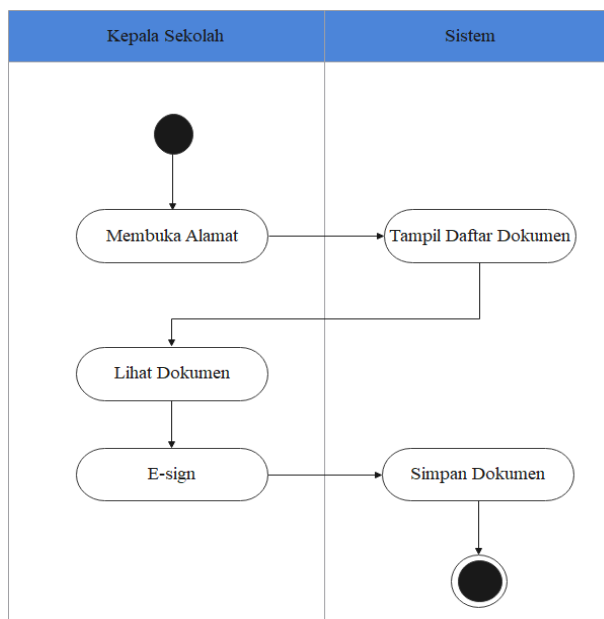 Kepala Sekolah
Sistem
Membuka Alamat
Tampil Daftar Dokumen
Lihat Dokumen
E-sign
Simpan Dokumen